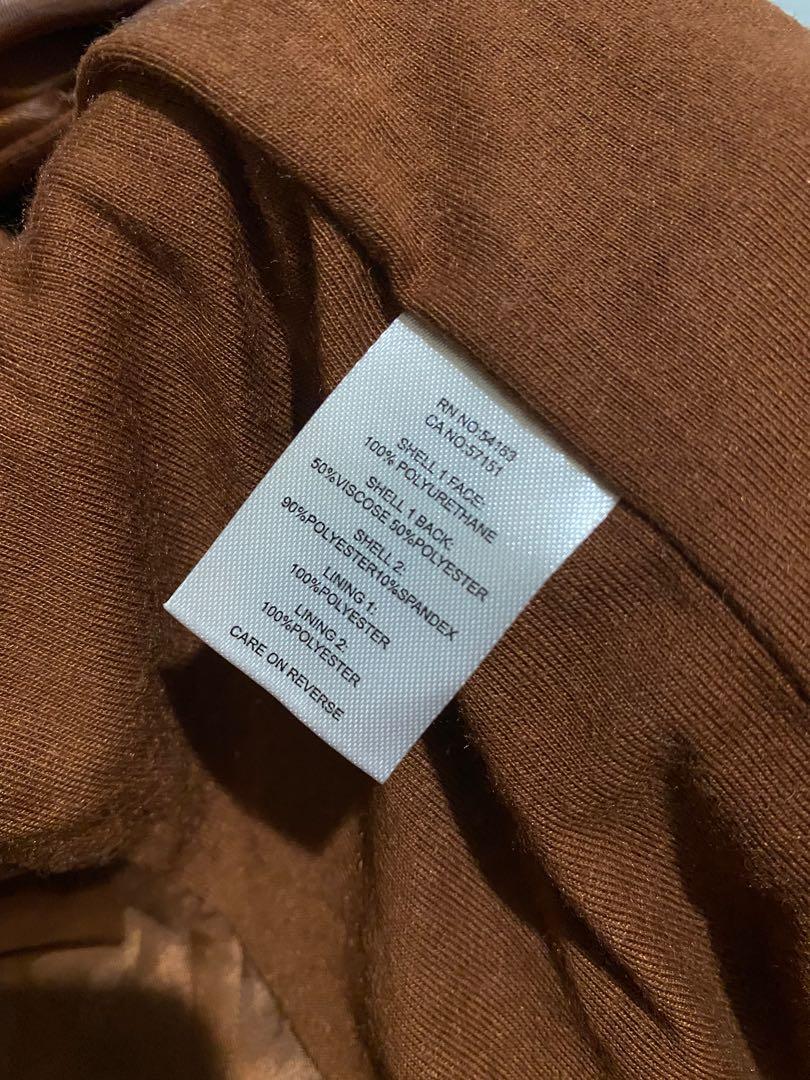 RN NO:54163
CA NO:57151
SHELL 1 FACE:
100% POLYURETHANE
SHELL 1 BACK:
50%VISCOSE 50%POLYESTER
SHELL 2:
90%POLYESTER10%SPANDEX
LINING 1:
100%POLYESTER
LINING 2:
100%POLYESTER
CARE ON REVERSE